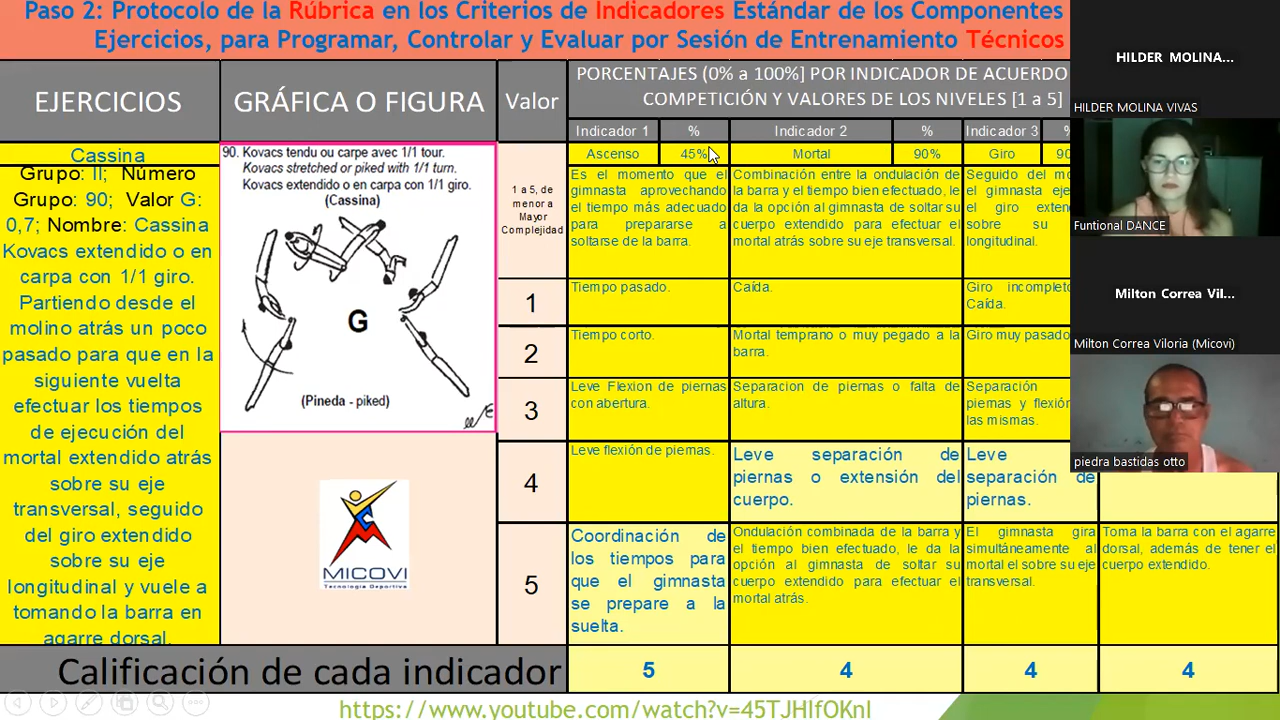 Paso 2: Protocolo de la Rúbrica en los Criterios de Indicadores Estándar de los Componentes
Ejercicios, para Programar, Controlar y Evaluar por Sesión de Entrenamiento Técnicos
EJERCICIOS
GRÁFICA O FIGURA
Valor
PORCENTAJES (0% a 100%] POR INDICADOR DE ACUERDO
COMPETICIÓN Y VALORES DE LOS NIVELES [1 a 5]
Indicador 1
%
Indicador 2
%
Indicador 3
Cassina
Ascenso
45%
Mortal
90%
Giro
90
Grupo: II; Número
Grupo: 90; Valor G:
0,7; Nombre: Cassina
Kovacs extendido o en
carpa con 1/1 giro.
Partiendo desde el
molino atrás un poco
pasado para que en la
siguiente vuelta
efectuar los tiempos
de ejecución del
mortal extendido atrás
sobre su eje
transversal, seguido
del giro extendido
sobre su eje
longitudinal y vuele a
tomando la barra en
agarre dorsal.
90. Kovacs tendu ou carpe avec 1/1 tour.
Kovacs stretched or piked with 1/1 turn.
Kovacs extendido o en carpa con 1/1 giro.
(Cassina)
G
(Pineda - piked)
MICOVI
Tecnología Deportiva
1 a 5, de
menor a
Mayor
Complejidad
Es el momento que el
gimnasta aprovechando
el tiempo más adecuado
para prepararse a
soltarse de la barra.
Combinación entre la ondulación de
la barra y el tiempo bien efectuado, le
da la opción al gimnasta de soltar su
cuerpo extendido para efectuar el
mortal atrás sobre su eje transversal.
Seguido del mo
el gimnasta eje
el giro exten
sobre su
longitudinal.
1
Tiempo pasado.
Caída.
Giro incompleto
Caída.
2
Tiempo corto.
Mortal temprano o muy pegado a la
barra.
Giro muy pasado
3
Leve Flexion de piernas
con abertura.
Separacion de piernas o falta de
altura.
Separación
piernas y flexión
las mismas.
4
Leve flexión de piernas.
Leve separación de
piernas o extensión del
cuerpo.
Leve
separación de
piernas.
5
Coordinación de
los tiempos para
que el gimnasta
se prepare a la
suelta.
Ondulación combinada de la barra y
el tiempo bien efectuado, le da la
opción al gimnasta de soltar su
cuerpo extendido para efectuar el
mortal atrás.
El gimnasta gira
simultáneamente al
mortal el sobre su eje
transversal.
Toma la barra con el agarre
dorsal, además de tener el
cuerpo extendido.
Calificación de cada indicador
5
4
4
4
https://www.youtube.com/watch?v=45TJHIfOKnI
HILDER MOLINA...
HILDER MOLINA VIVAS
Funtional DANCE
Milton Correa Vil...
Milton Correa Viloria (Micovi)
piedra bastidas otto